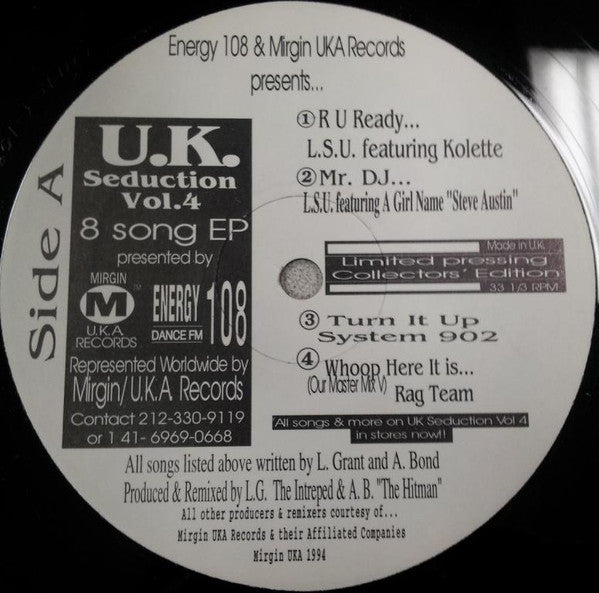 Energy 108 & Mirgin UKA Records
presents...
Side A
U.K.
Seduction
Vol.4
8 song EP
presented by
MIRGIN
M
TM
U.K.A
RECORDS
ENERGY
DANCE FM
108
Represented Worldwide by
Mirgin/ U.K.A Records
Contact 212-330-9119
or 1 41- 6969-0668
① R U Ready...
L.S.U. featuring Kolette
② Mr. DJ...
L.S.U. featuring A Girl Name "Steve Austin"
Made in U.K.
Limited pressing
Collectors' Edition
33 1/3 RPM
③ Turn It Up
System 902
④ Whoop Here It is...
(Our Master Mix V)
Rag Team
All songs & more on UK Seduction Vol 4
in stores now!!
All songs listed above written by L. Grant and A. Bond
Produced & Remixed by L.G. The Intreped & A. B. "The Hitman"
All other producers & remixers courtesy of...
Mirgin UKA Records & their Affiliated Companies
Mirgin UKA 1994